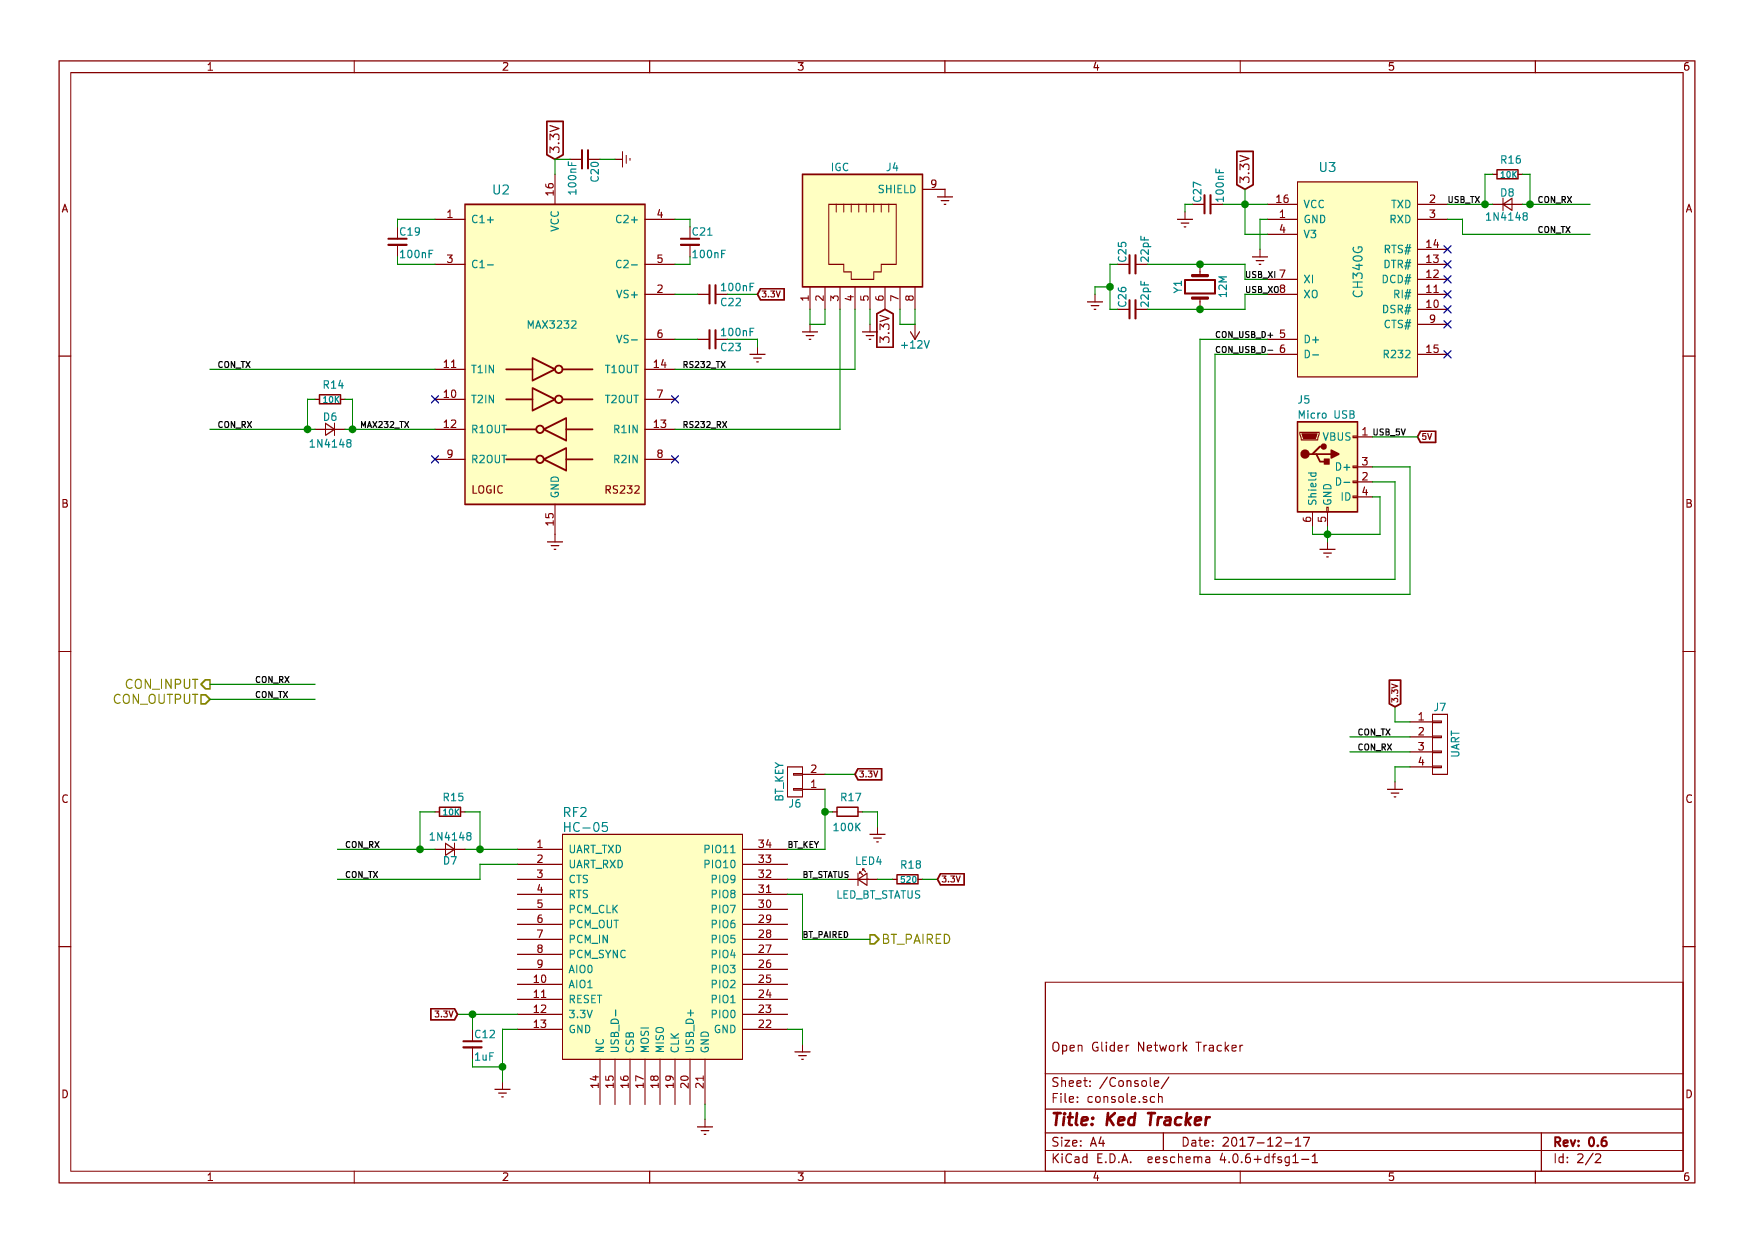 1 2 3 4 5 6
A
B
C
D
A
B
C
D
1 2 3 4 5 6
3.3V
100nF
C20
U2
16
VCC
1 C1+
3 C1-
C19
100nF
C2+ 4
C2- 5
C21
100nF
VS+ 2
100nF
C22
3.3V
MAX3232
VS- 6
100nF
C23
CON_TX
11 T1IN
T1OUT 14
RS232_TX
10 T2IN
T2OUT 7
R14
10K
D6
1N4148
CON_RX
MAX232_TX
12 R1OUT
R1IN 13
RS232_RX
9 R2OUT
R2IN 8
LOGIC
GND
RS232
15
IGC
J4
SHIELD 9
1 2 3 4 5 6 7 8
3.3V
+12V
3.3V
C27
100nF
U3
16 VCC
1 GND
4 V3
USB_XI 7 XI
USB_XO 8 XO
C25
22pF
C26
22pF
Y1
12M
CH340G
CON_USB_D+ 5 D+
CON_USB_D- 6 D-
TXD 2
RXD 3
RTS# 14
DTR# 13
DCD# 12
RI# 11
DSR# 10
CTS# 9
R232 15
R16
10K
D8
1N4148
USB_TX
CON_RX
CON_TX
J5
Micro USB
VBUS 1
USB_5V
5V
D+ 3
D- 2
ID 4
Shield
GND
6 5
CON_INPUT
CON_RX
CON_OUTPUT
CON_TX
3.3V
J7
1
CON_TX 2
CON_RX 3
4
UART
BT_KEY
2
1
J6
3.3V
R17
100K
R15
10K
1N4148
D7
CON_RX
CON_TX
RF2
HC-05
1 UART_TXD
2 UART_RXD
3 CTS
4 RTS
5 PCM_CLK
6 PCM_OUT
7 PCM_IN
8 PCM_SYNC
9 AIO0
10 AIO1
11 RESET
12 3.3V
13 GND
3.3V
C12
1uF
NC USB_D- CSB MOSI MISO CLK USB_D+ GND
14 15 16 17 18 19 20 21
PIO11 34
BT_KEY
PIO10 33
PIO9 32
BT_STATUS
PIO8 31
PIO7 30
PIO6 29
PIO5 28
PIO4 27
PIO3 26
PIO2 25
PIO1 24
PIO0 23
GND 22
LED4
LED_BT_STATUS
R18
520
3.3V
BT_PAIRED
BT_PAIRED
Open Glider Network Tracker
Sheet: /Console/
File: console.sch
Title: Ked Tracker
Size: A4 Date: 2017-12-17 Rev: 0.6
KiCad E.D.A. eeschema 4.0.6+dfsg1-1 Id: 2/2